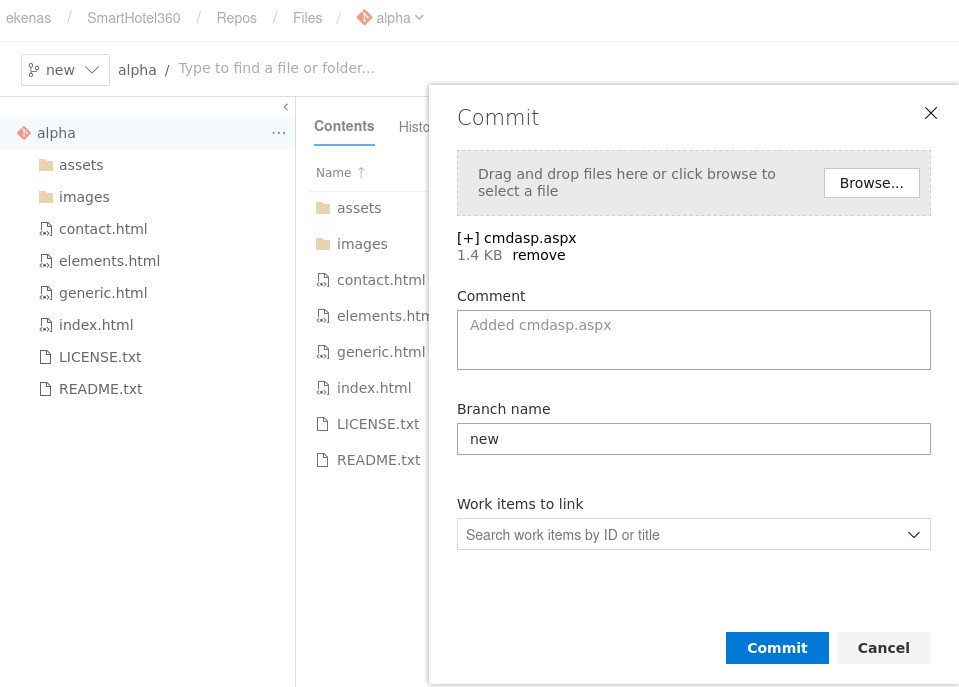 ekenas / SmartHotel360 / Repos / Files / alpha
new alpha / Type to find a file or folder...
alpha ...
assets
images
contact.html
elements.html
generic.html
index.html
LICENSE.txt
README.txt
Contents Histo
Name ↑
assets
images
contact.html
elements.htm
generic.html
index.html
LICENSE.txt
README.txt
Commit
Drag and drop files here or click browse to
select a file
Browse...
[+] cmdasp.aspx
1.4 KB remove
Comment
Added cmdasp.aspx
Branch name
new
Work items to link
Search work items by ID or title
Commit Cancel